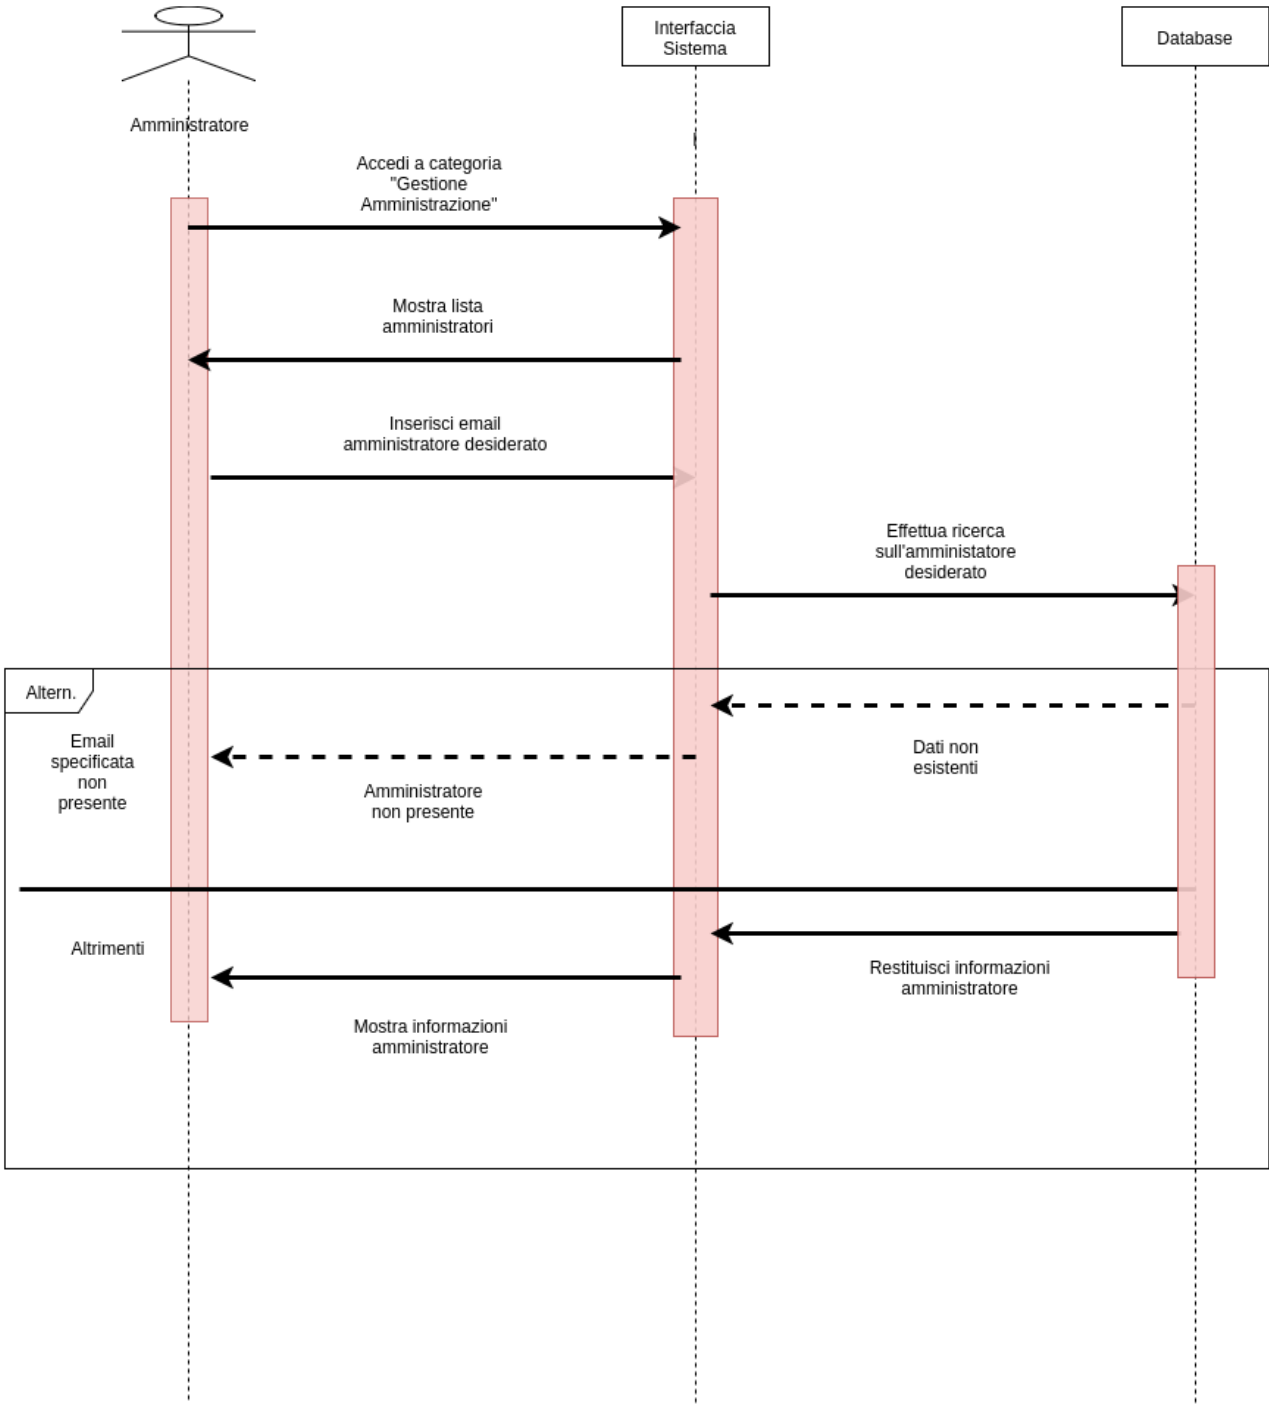 Interfaccia
Sistema
Database
Amministratore
Accedi a categoria
"Gestione
Amministrazione"
Mostra lista
amministratori
Inserisci email
amministratore desiderato
Effettua ricerca
sull'amministatore
desiderato
Altern.
Email
specificata
non
presente
Dati non
esistenti
Amministratore
non presente
Altrimenti
Restituisci informazioni
amministratore
Mostra informazioni
amministratore